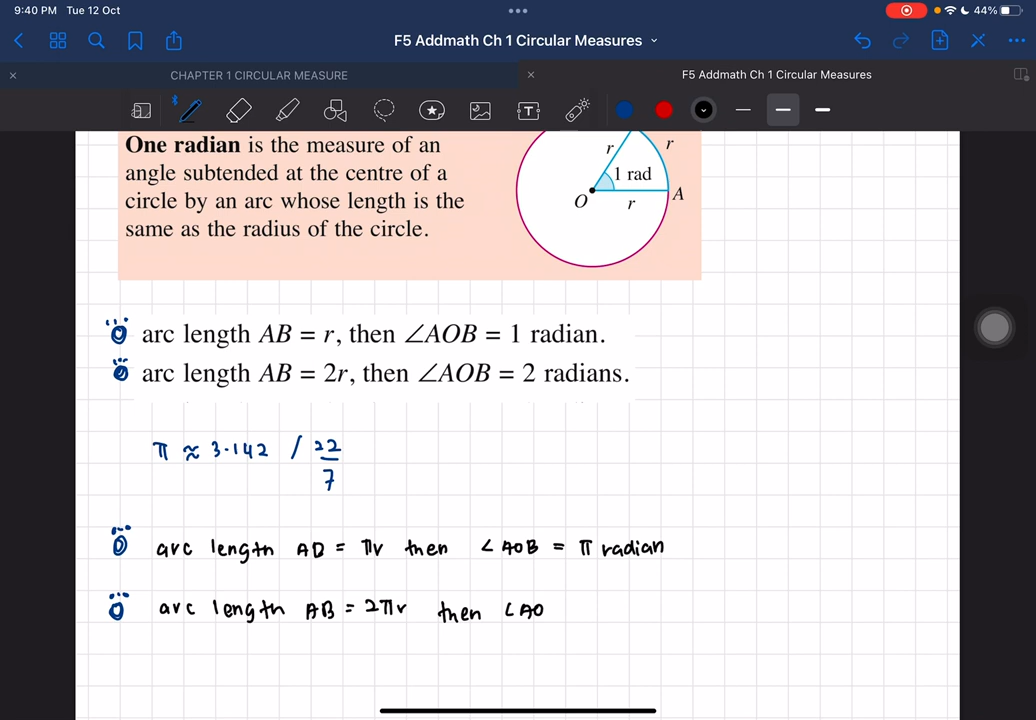 9:40 PM Tue 12 Oct
44%
F5 Addmath Ch 1 Circular Measures
CHAPTER 1 CIRCULAR MEASURE
F5 Addmath Ch 1 Circular Measures
One radian is the measure of an
angle subtended at the centre of a
circle by an arc whose length is the
same as the radius of the circle.
r
r
1 rad
O
r
A
arc length AB = r, then ∠AOB = 1 radian.
arc length AB = 2r, then ∠AOB = 2 radians.
π ≈ 3.142 / 22/7
arc length AD = πr then ∠AOB = π radian
arc length AB = 2πr then ∠AO